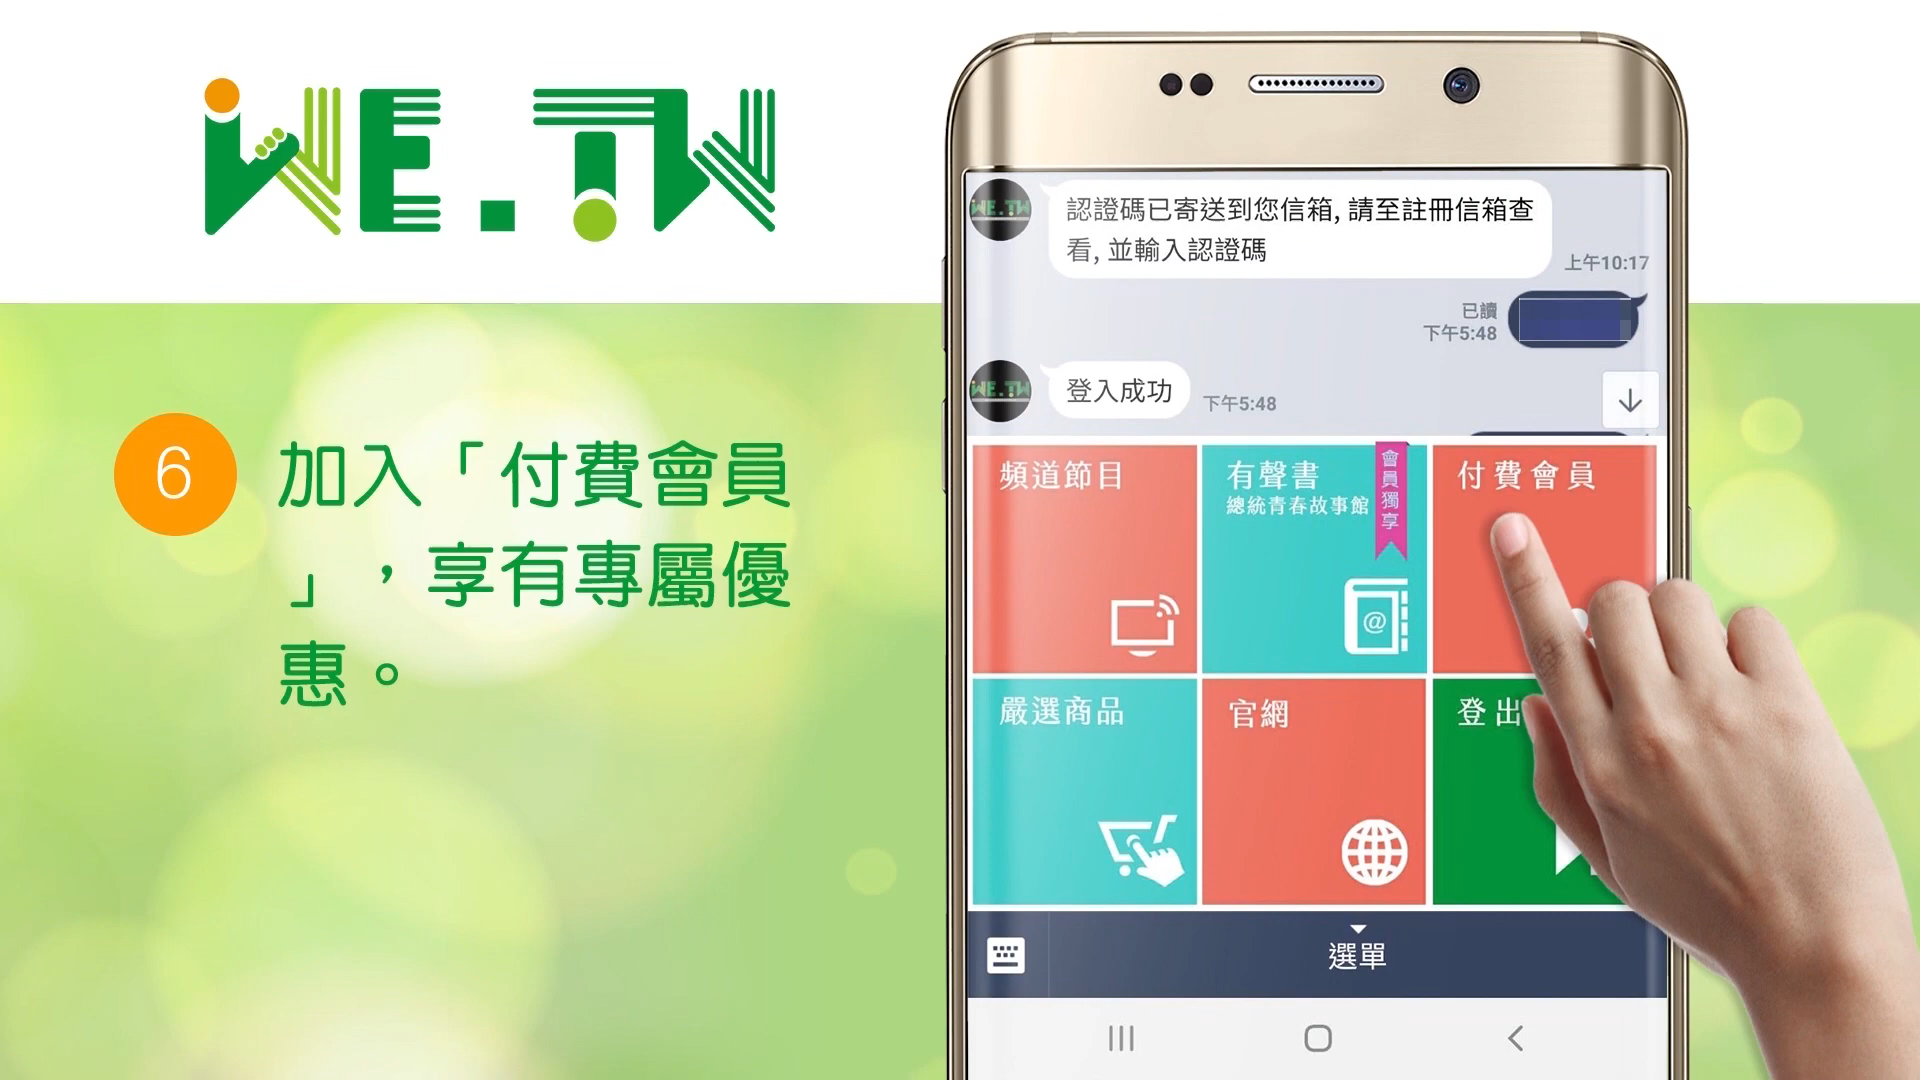 WE.TW
6
加入「付費會員
」，享有專屬優
惠。
WE.TW
認證碼已寄送到您信箱, 請至註冊信箱查
看, 並輸入認證碼
上午10:17
已讀
下午5:48
WE.TW
登入成功
下午5:48
頻道節目
有聲書
總統青春故事館
會員獨享
付費會員
@
嚴選商品
官網
登出
選單